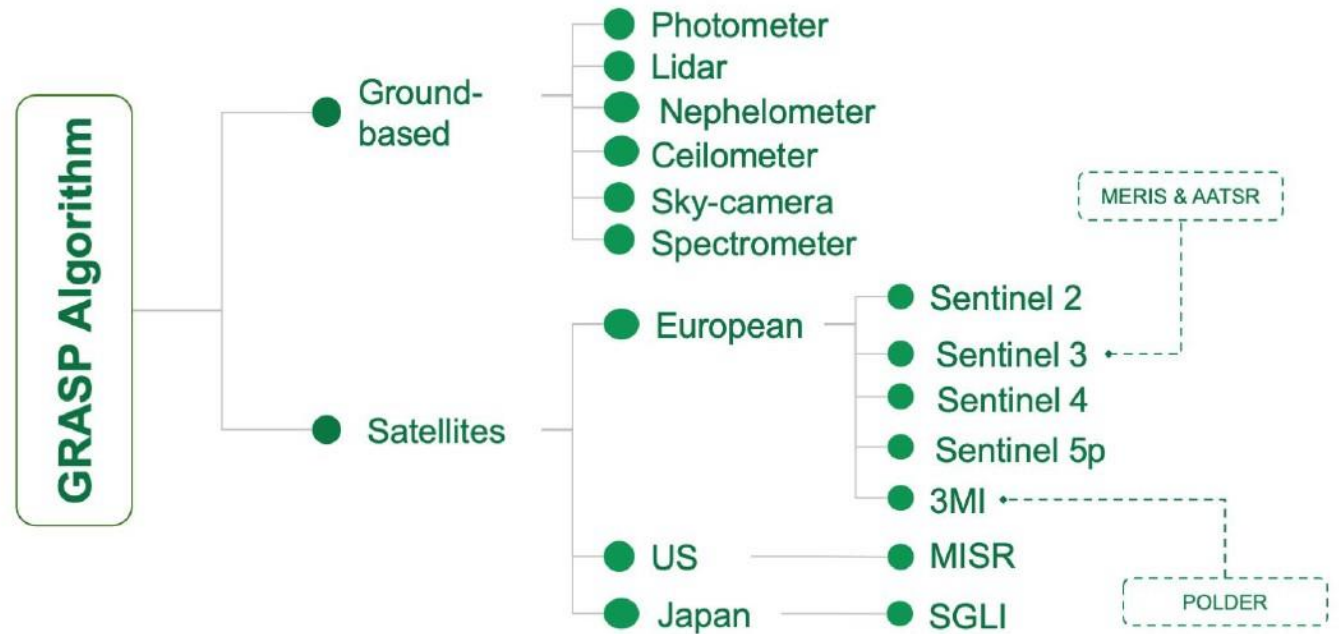 GRASP Algorithm
Ground-
based
Photometer
Lidar
Nephelometer
Ceilometer
Sky-camera
Spectrometer
MERIS & AATSR
Satellites
European
Sentinel 2
Sentinel 3
Sentinel 4
Sentinel 5p
3MI
US
MISR
Japan
SGLI
POLDER